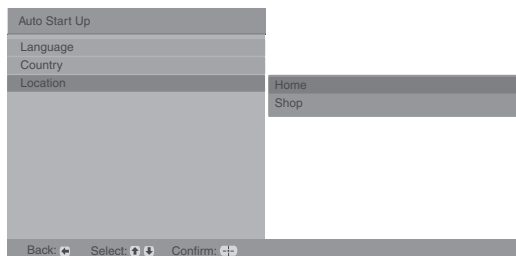 Auto Start Up
Language
Country
Location
Home
Shop
Back: Select: Confirm: